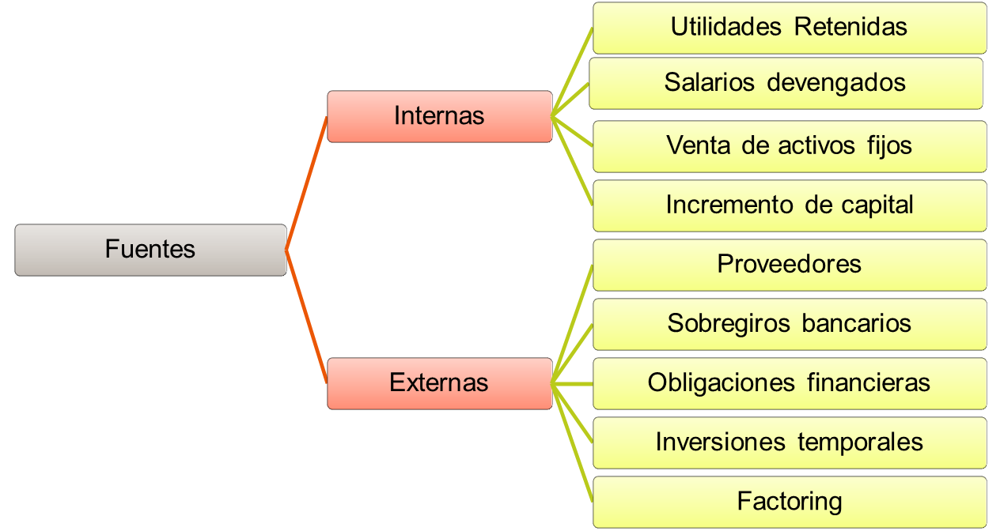 Utilidades Retenidas
Salarios devengados
Internas
Venta de activos fijos
Incremento de capital
Fuentes
Proveedores
Sobregiros bancarios
Externas
Obligaciones financieras
Inversiones temporales
Factoring